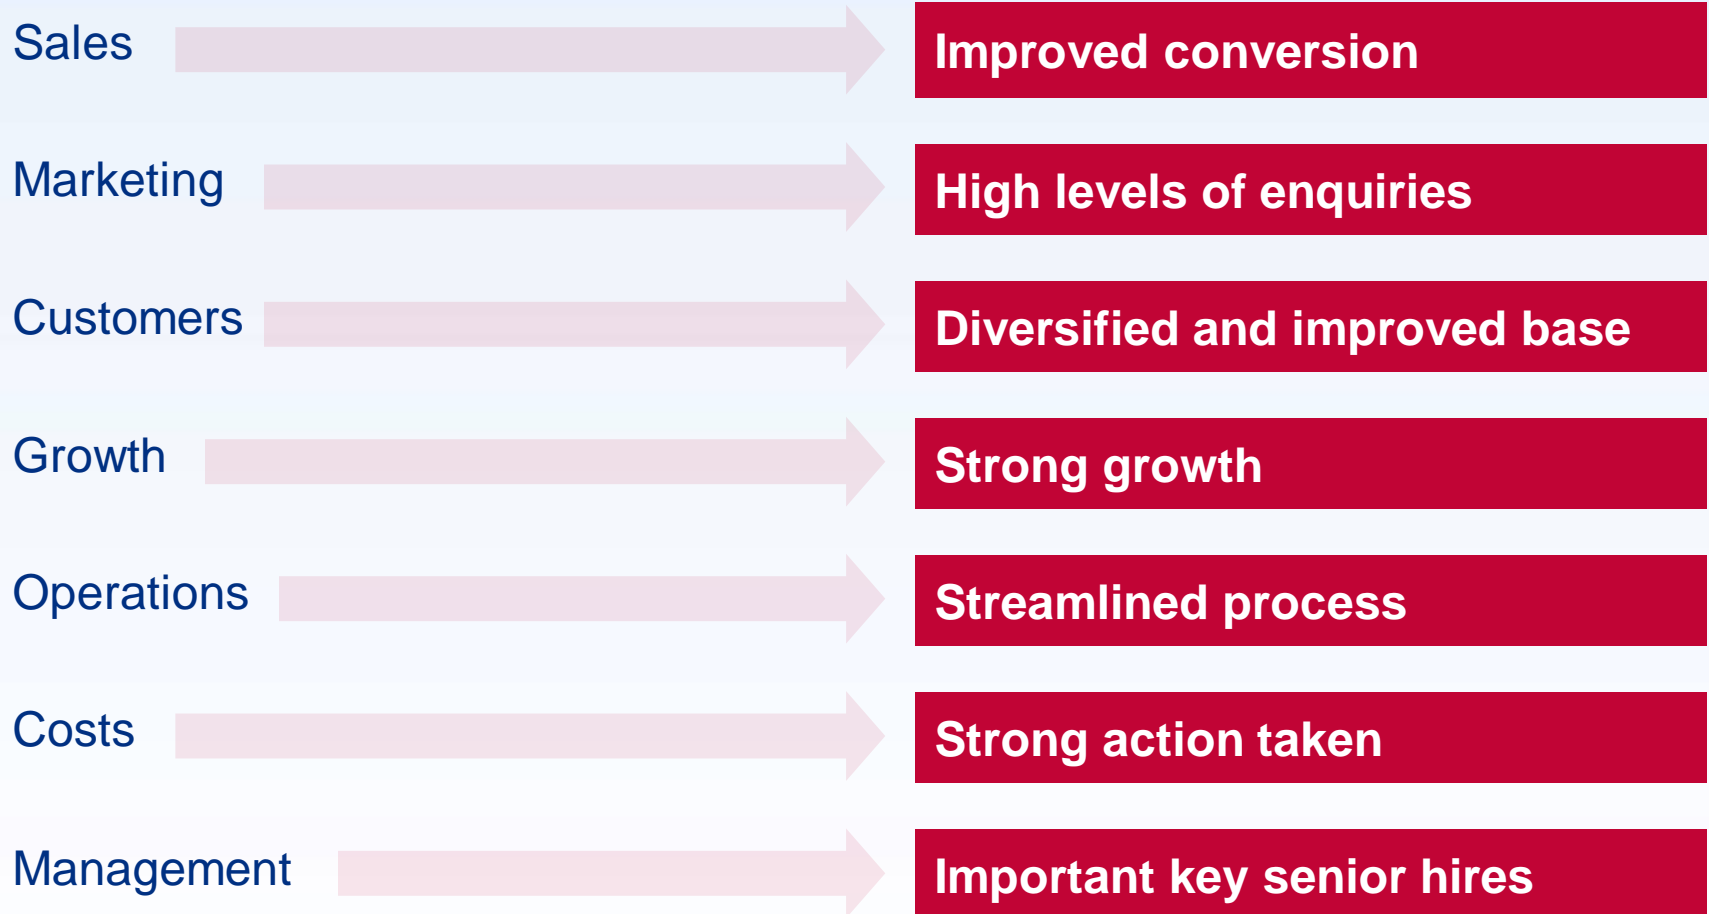 Sales
Improved conversion
Marketing
High levels of enquiries
Customers
Diversified and improved base
Growth
Strong growth
Operations
Streamlined process
Costs
Strong action taken
Management
Important key senior hires